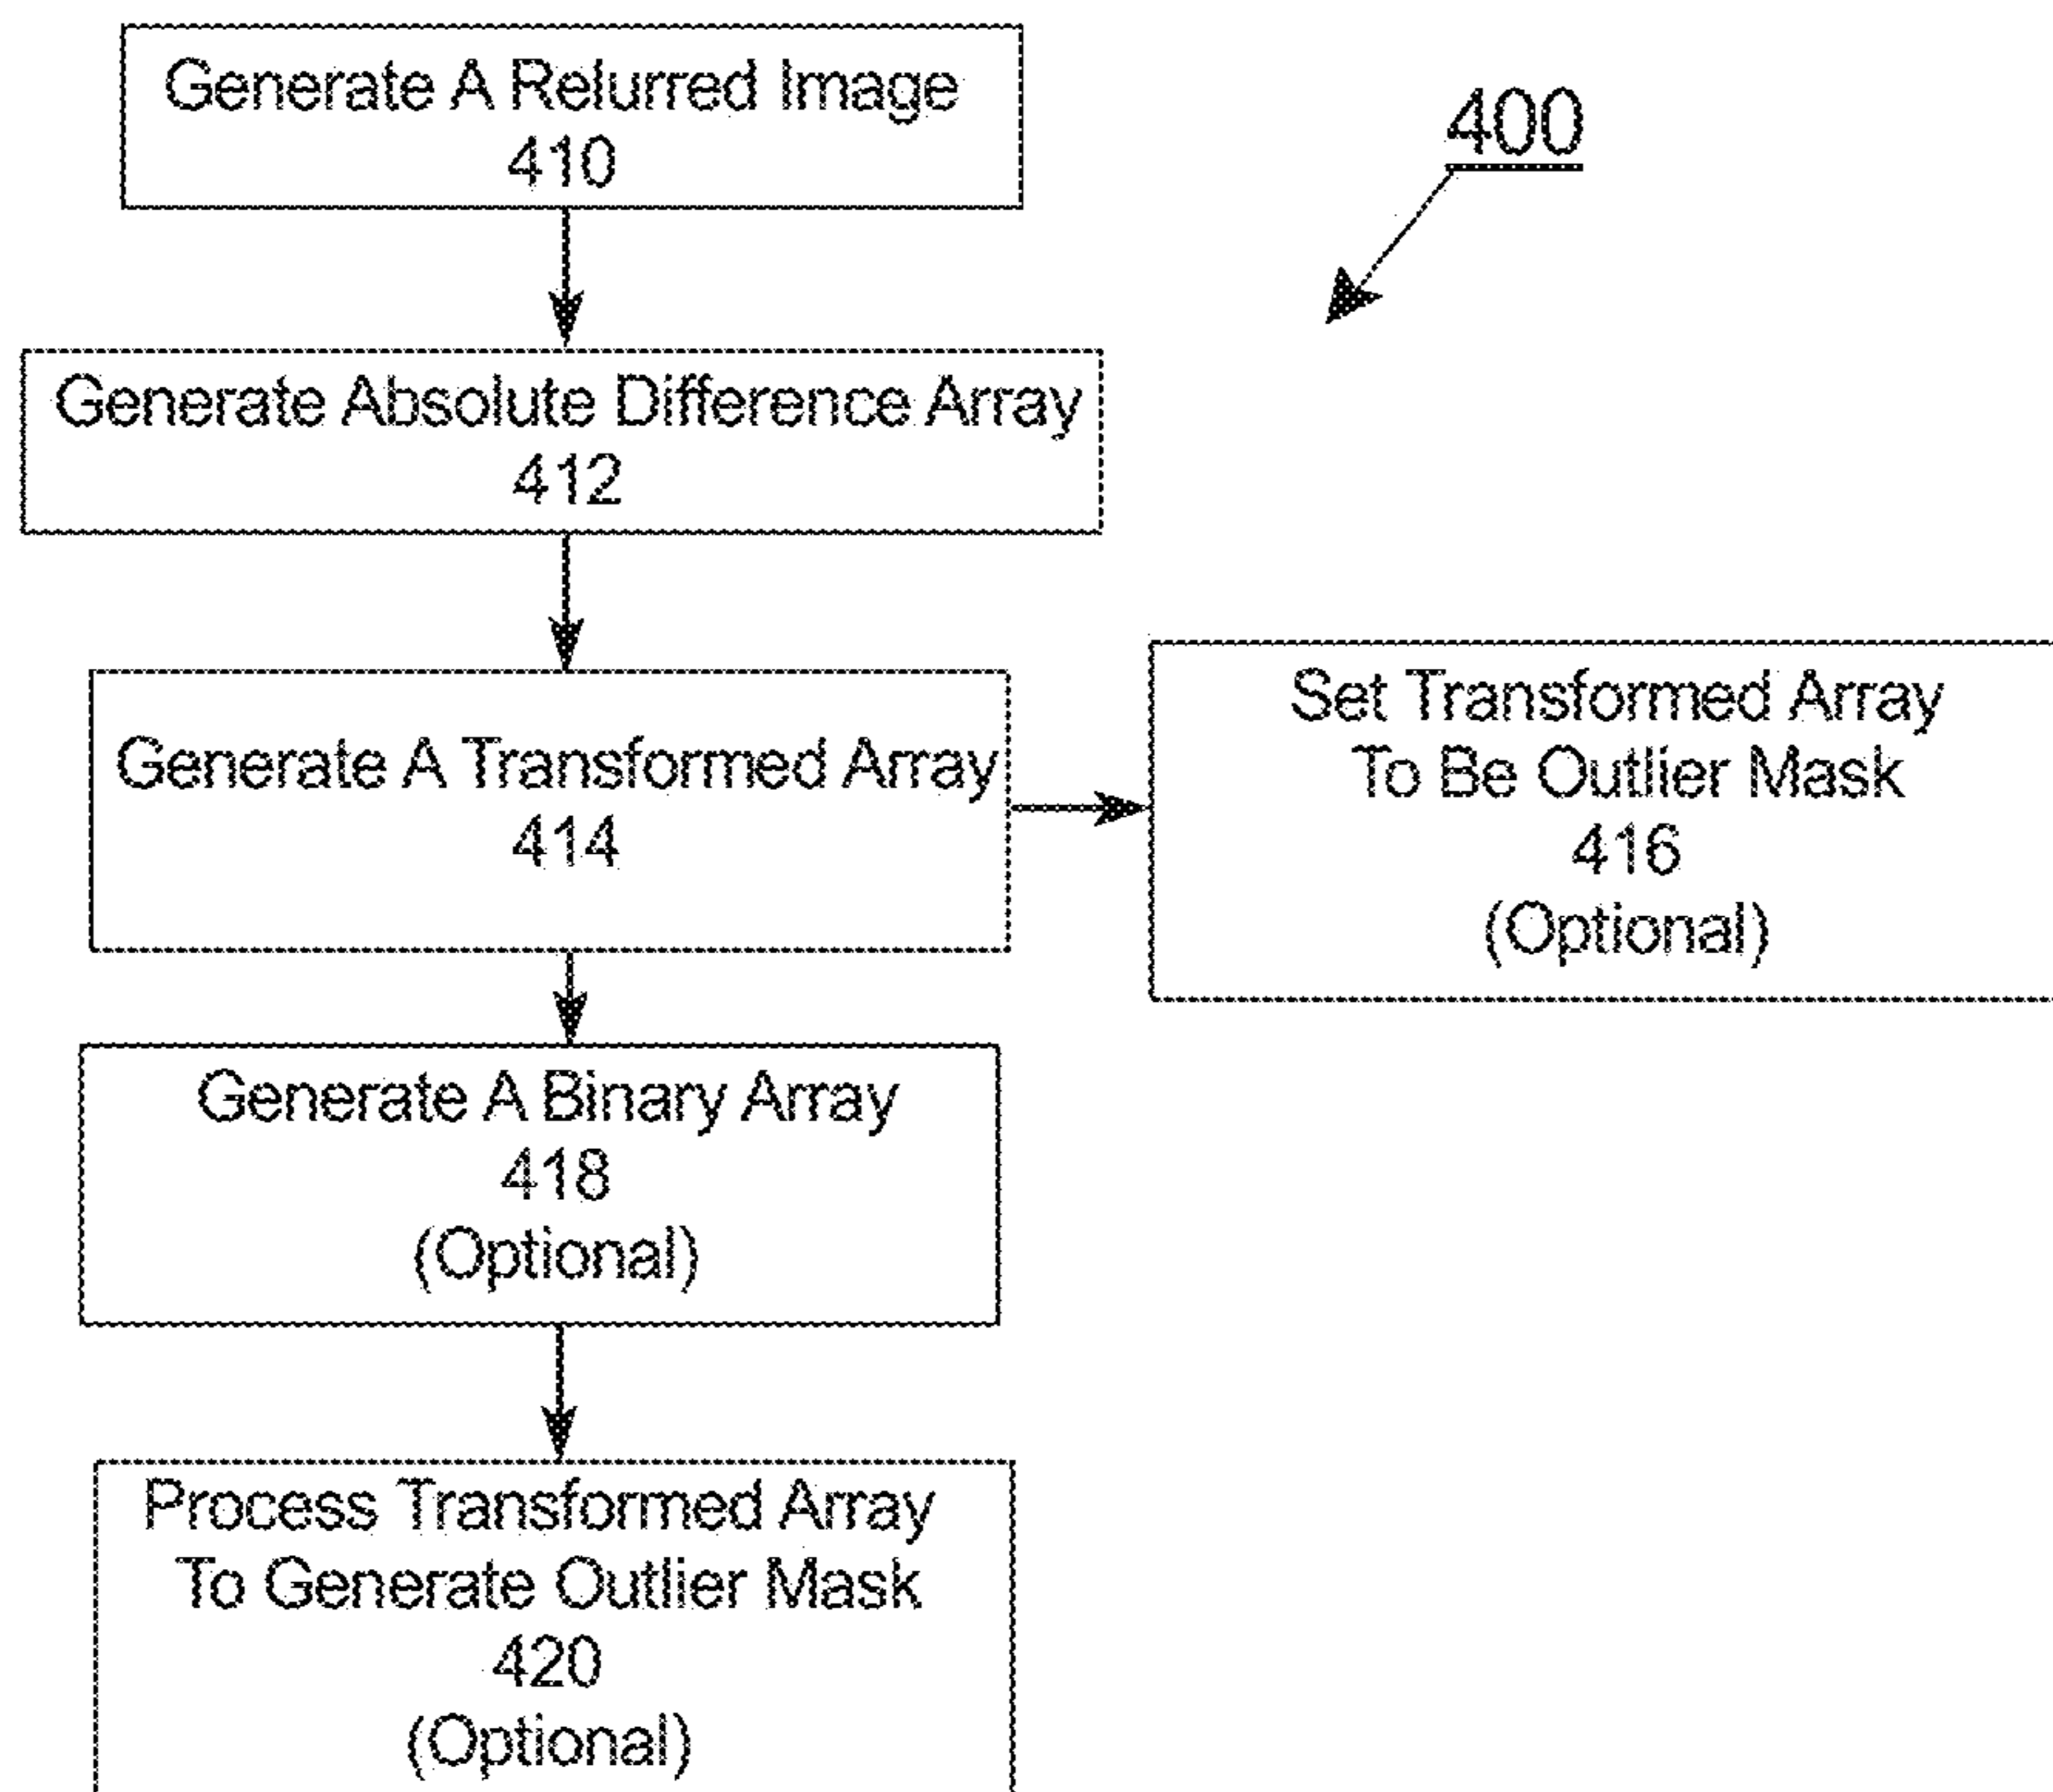 Generate A Relurred Image
410
400
Generate Absolute Difference Array
412
Generate A Transformed Array
414
Set Transformed Array
To Be Outlier Mask
416
(Optional)
Generate A Binary Array
418
(Optional)
Process Transformed Array
To Generate Outlier Mask
420
(Optional)